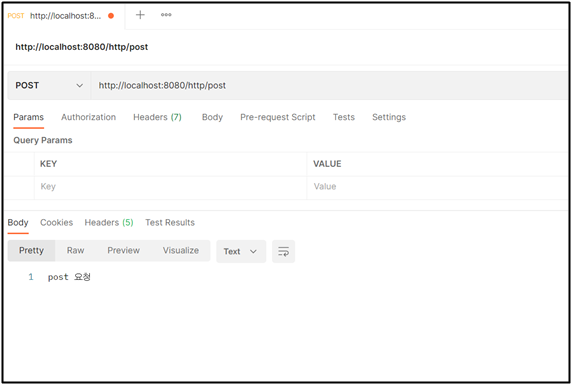 POST http://localhost:8...
http://localhost:8080/http/post
POST http://localhost:8080/http/post
Params Authorization Headers (7) Body Pre-request Script Tests Settings
Query Params
KEY VALUE
Key Value
Body Cookies Headers (5) Test Results
Pretty Raw Preview Visualize Text
1 post 요청